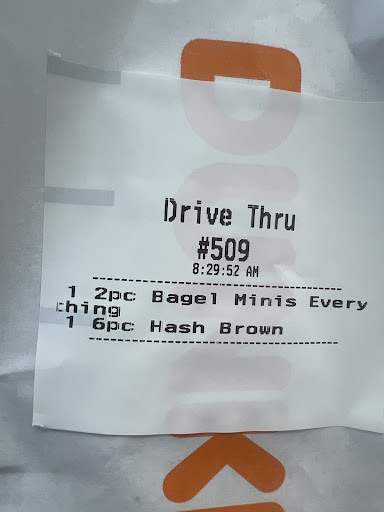 Drive Thru
#509
8:29:52 AM
1 2pc Bagel Minis Every
thing
1 6pc Hash Brown